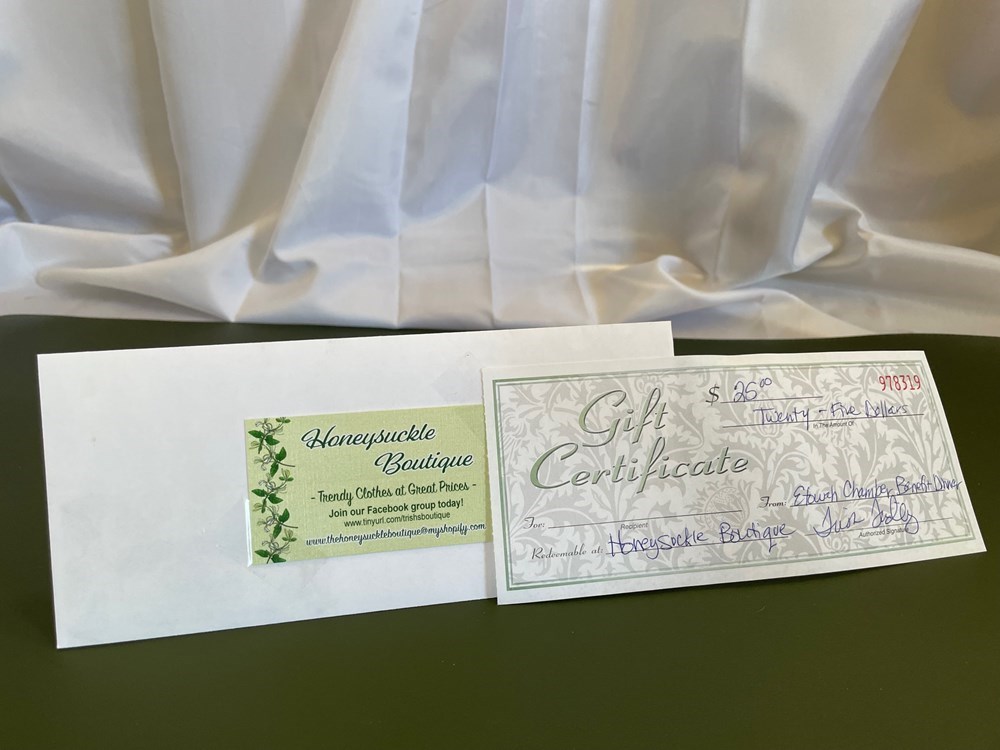 Honeysuckle
Boutique
- Trendy Clothes at Great Prices -
Join our Facebook group today!
www.tinyurl.com/trishsboutique
www.thehoneysuckleboutique@myshopify.com
Gift
Certificate
$ 25⁰⁰
978319
Twenty - Five Dollars
In The Amount Of
To:
Recipient
From: Etowah Chamber Benefit Dinner
Redeemable at: Honeysuckle Boutique
Authorized